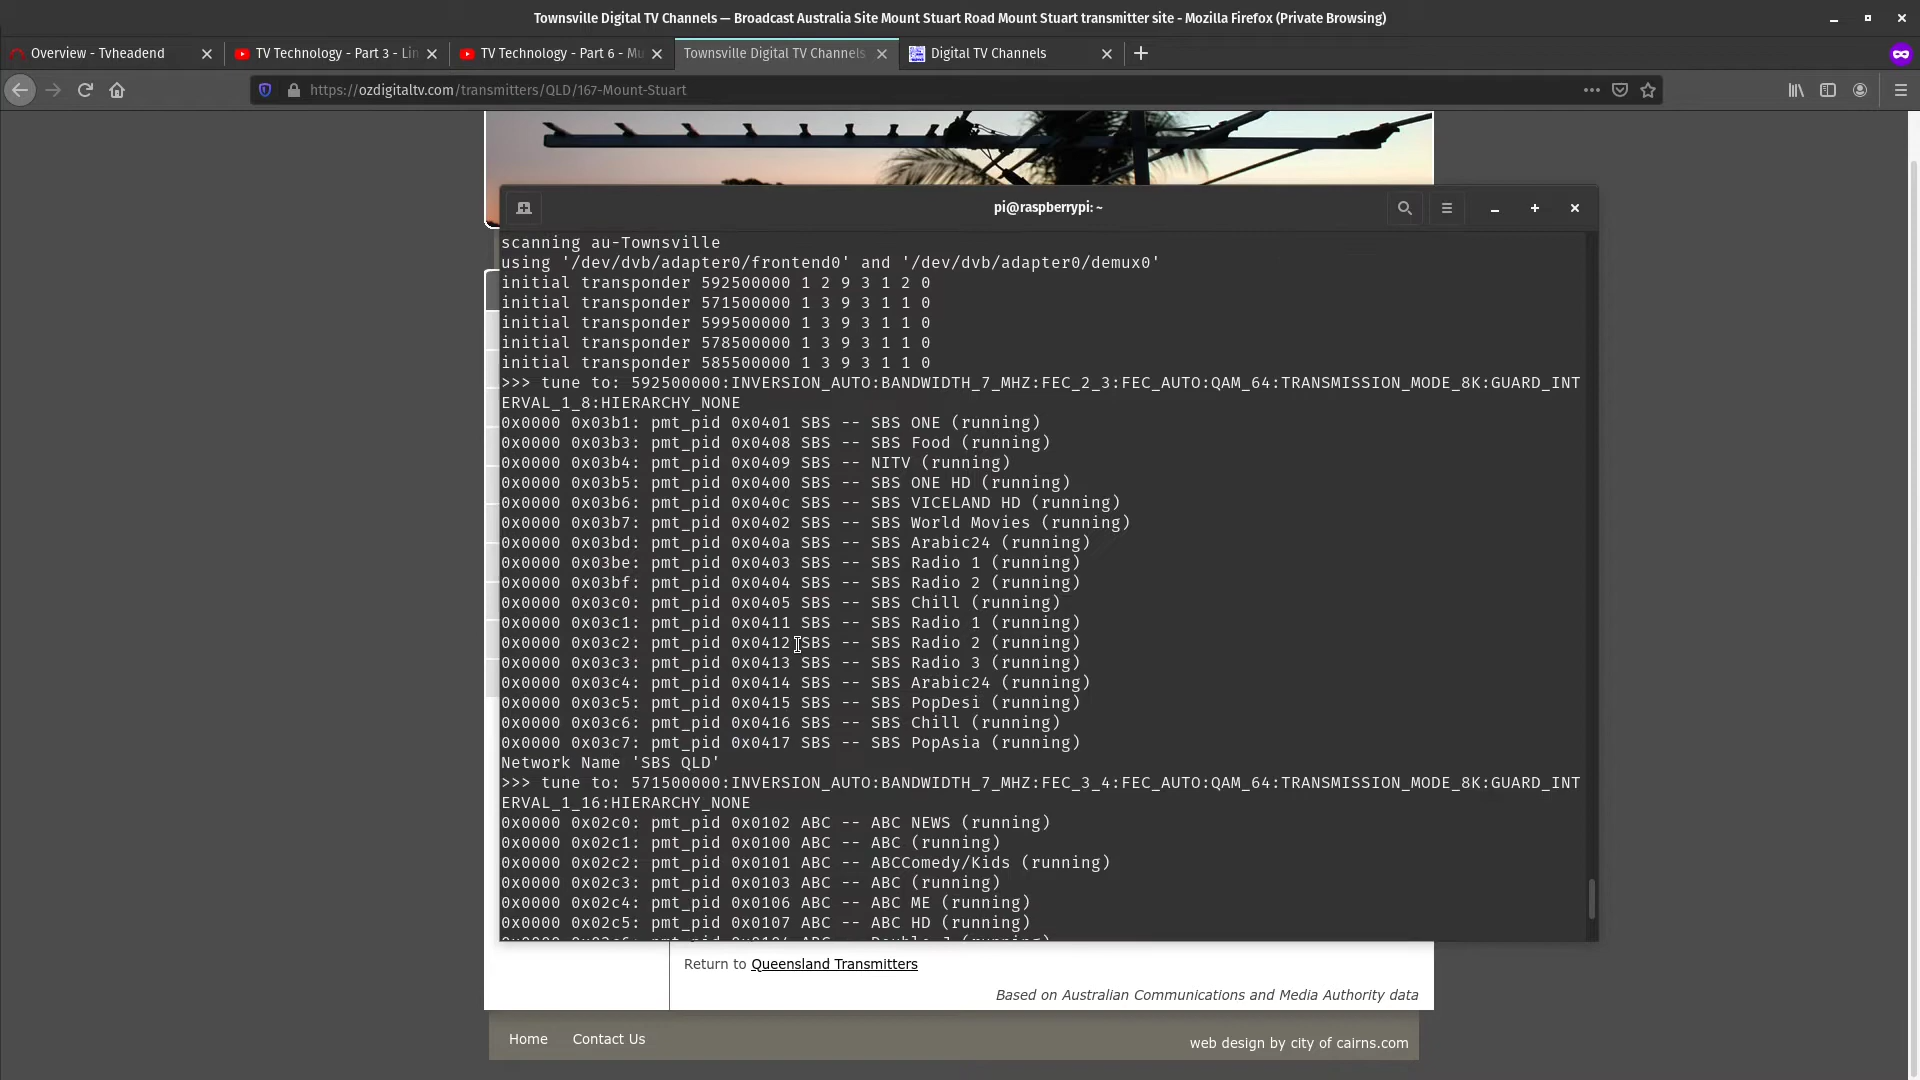 Townsville Digital TV Channels — Broadcast Australia Site Mount Stuart Road Mount Stuart transmitter site - Mozilla Firefox (Private Browsing)
Overview - Tvheadend
TV Technology - Part 3 - Lin
TV Technology - Part 6 - Mu
Townsville Digital TV Channels
Digital TV Channels
https://ozdigitaltv.com/transmitters/QLD/167-Mount-Stuart
pi@raspberrypi: ~
scanning au-Townsville
using '/dev/dvb/adapter0/frontend0' and '/dev/dvb/adapter0/demux0'
initial transponder 592500000 1 2 9 3 1 2 0
initial transponder 571500000 1 3 9 3 1 1 0
initial transponder 599500000 1 3 9 3 1 1 0
initial transponder 578500000 1 3 9 3 1 1 0
initial transponder 585500000 1 3 9 3 1 1 0
>>> tune to: 592500000:INVERSION_AUTO:BANDWIDTH_7_MHZ:FEC_2_3:FEC_AUTO:QAM_64:TRANSMISSION_MODE_8K:GUARD_INT
ERVAL_1_8:HIERARCHY_NONE
0x0000 0x03b1: pmt_pid 0x0401 SBS -- SBS ONE (running)
0x0000 0x03b3: pmt_pid 0x0408 SBS -- SBS Food (running)
0x0000 0x03b4: pmt_pid 0x0409 SBS -- NITV (running)
0x0000 0x03b5: pmt_pid 0x0400 SBS -- SBS ONE HD (running)
0x0000 0x03b6: pmt_pid 0x040c SBS -- SBS VICELAND HD (running)
0x0000 0x03b7: pmt_pid 0x0402 SBS -- SBS World Movies (running)
0x0000 0x03bd: pmt_pid 0x040a SBS -- SBS Arabic24 (running)
0x0000 0x03be: pmt_pid 0x0403 SBS -- SBS Radio 1 (running)
0x0000 0x03bf: pmt_pid 0x0404 SBS -- SBS Radio 2 (running)
0x0000 0x03c0: pmt_pid 0x0405 SBS -- SBS Chill (running)
0x0000 0x03c1: pmt_pid 0x0411 SBS -- SBS Radio 1 (running)
0x0000 0x03c2: pmt_pid 0x0412 SBS -- SBS Radio 2 (running)
0x0000 0x03c3: pmt_pid 0x0413 SBS -- SBS Radio 3 (running)
0x0000 0x03c4: pmt_pid 0x0414 SBS -- SBS Arabic24 (running)
0x0000 0x03c5: pmt_pid 0x0415 SBS -- SBS PopDesi (running)
0x0000 0x03c6: pmt_pid 0x0416 SBS -- SBS Chill (running)
0x0000 0x03c7: pmt_pid 0x0417 SBS -- SBS PopAsia (running)
Network Name 'SBS QLD'
>>> tune to: 571500000:INVERSION_AUTO:BANDWIDTH_7_MHZ:FEC_3_4:FEC_AUTO:QAM_64:TRANSMISSION_MODE_8K:GUARD_INT
ERVAL_1_16:HIERARCHY_NONE
0x0000 0x02c0: pmt_pid 0x0102 ABC -- ABC NEWS (running)
0x0000 0x02c1: pmt_pid 0x0100 ABC -- ABC (running)
0x0000 0x02c2: pmt_pid 0x0101 ABC -- ABCComedy/Kids (running)
0x0000 0x02c3: pmt_pid 0x0103 ABC -- ABC (running)
0x0000 0x02c4: pmt_pid 0x0106 ABC -- ABC ME (running)
0x0000 0x02c5: pmt_pid 0x0107 ABC -- ABC HD (running)
Return to Queensland Transmitters
Based on Australian Communications and Media Authority data
Home
Contact Us
web design by city of cairns.com